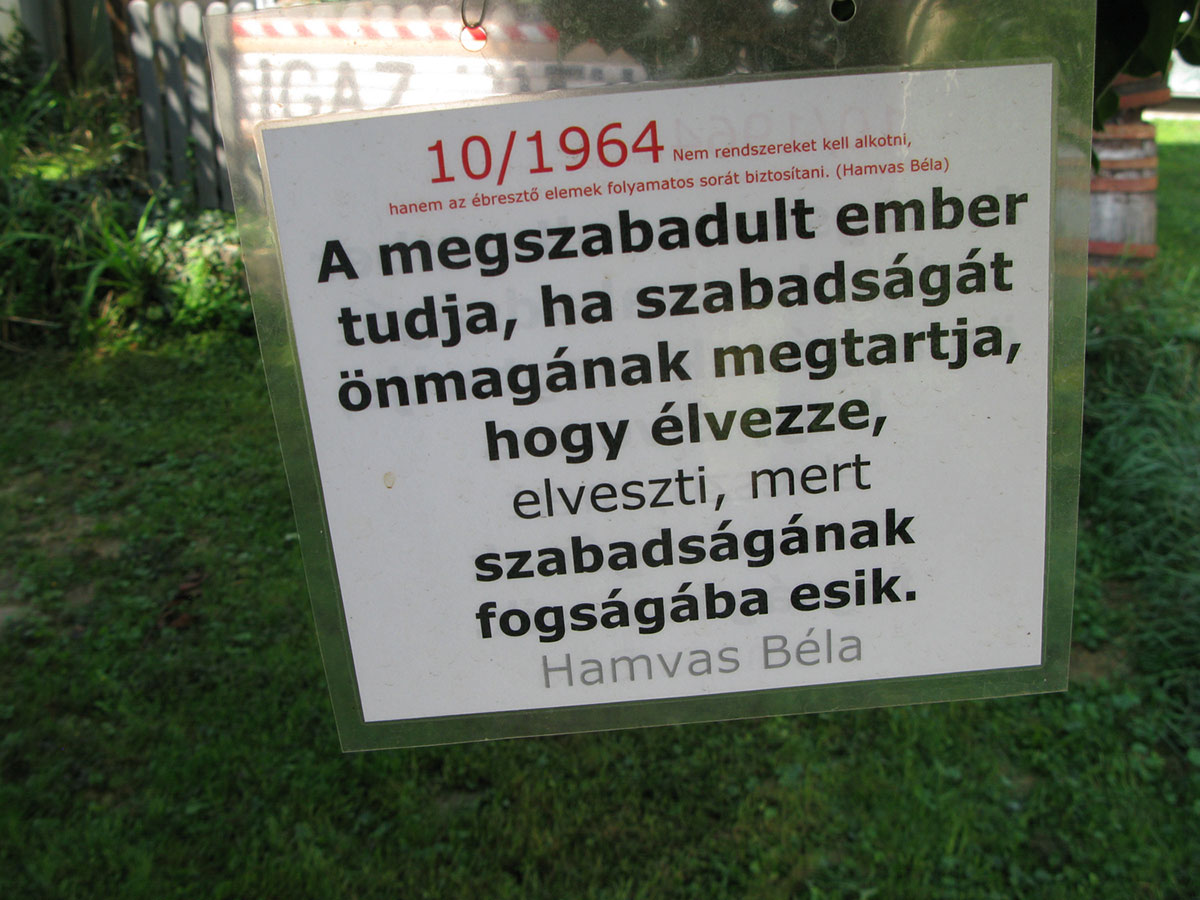 IGAZ
10/1964 Nem rendszereket kell alkotni,
hanem az ébresztő elemek folyamatos sorát biztosítani. (Hamvas Béla)
A megszabadult ember
tudja, ha szabadságát
önmagának megtartja,
hogy élvezze,
elveszti, mert
szabadságának
fogságába esik.
Hamvas Béla